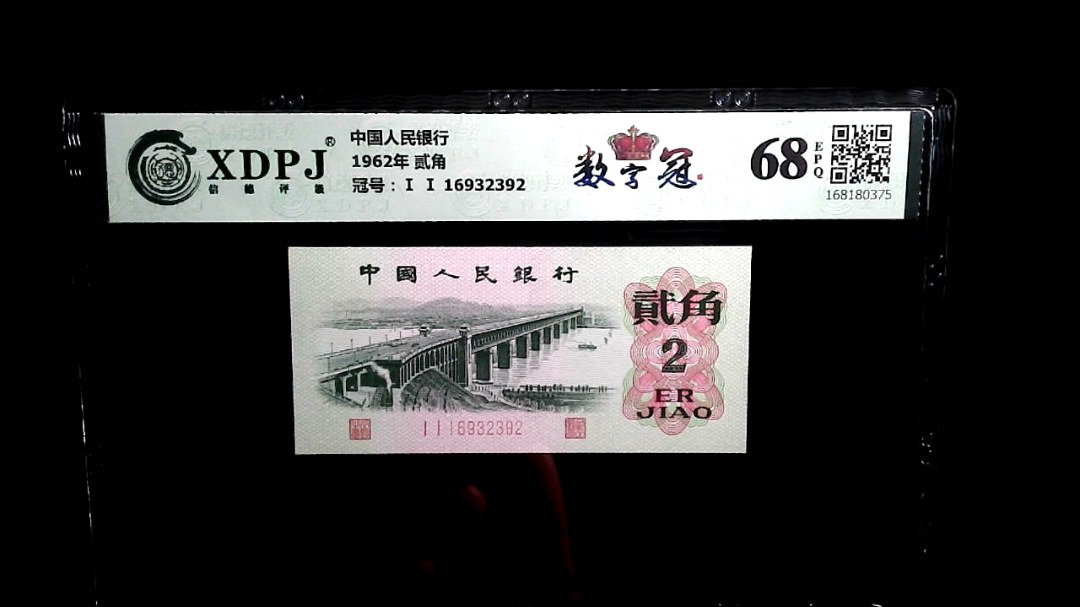 XDPJ®
信德评级
中国人民银行
1962年 贰角
冠号：I I 16932392
数字冠
68
EPQ
168180375
中國人民銀行
貳角
2
ER
JIAO
I I 16932392